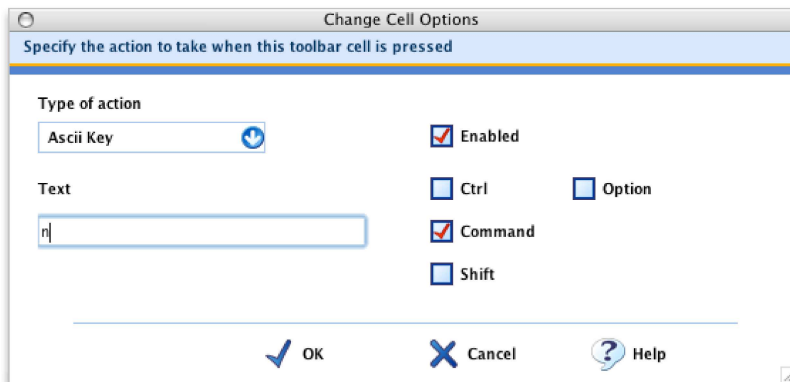 Change Cell Options
Specify the action to take when this toolbar cell is pressed
Type of action
Ascii Key
Enabled
Text
Ctrl
Option
n
Command
Shift
OK
Cancel
? Help